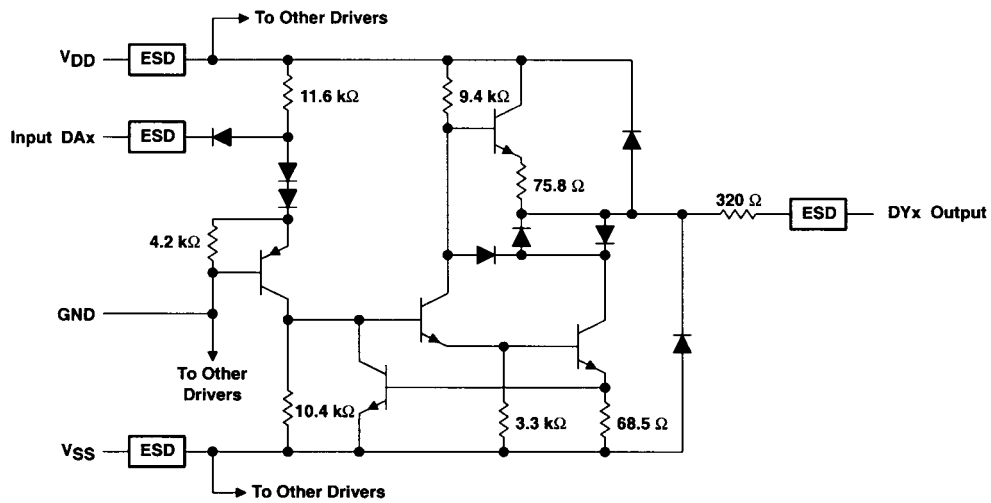 To Other Drivers
VDD
ESD
11.6 kΩ
9.4 kΩ
Input DAx
ESD
75.8 Ω
320 Ω
ESD
DYx Output
4.2 kΩ
GND
To Other
Drivers
10.4 kΩ
3.3 kΩ
68.5 Ω
VSS
ESD
To Other Drivers